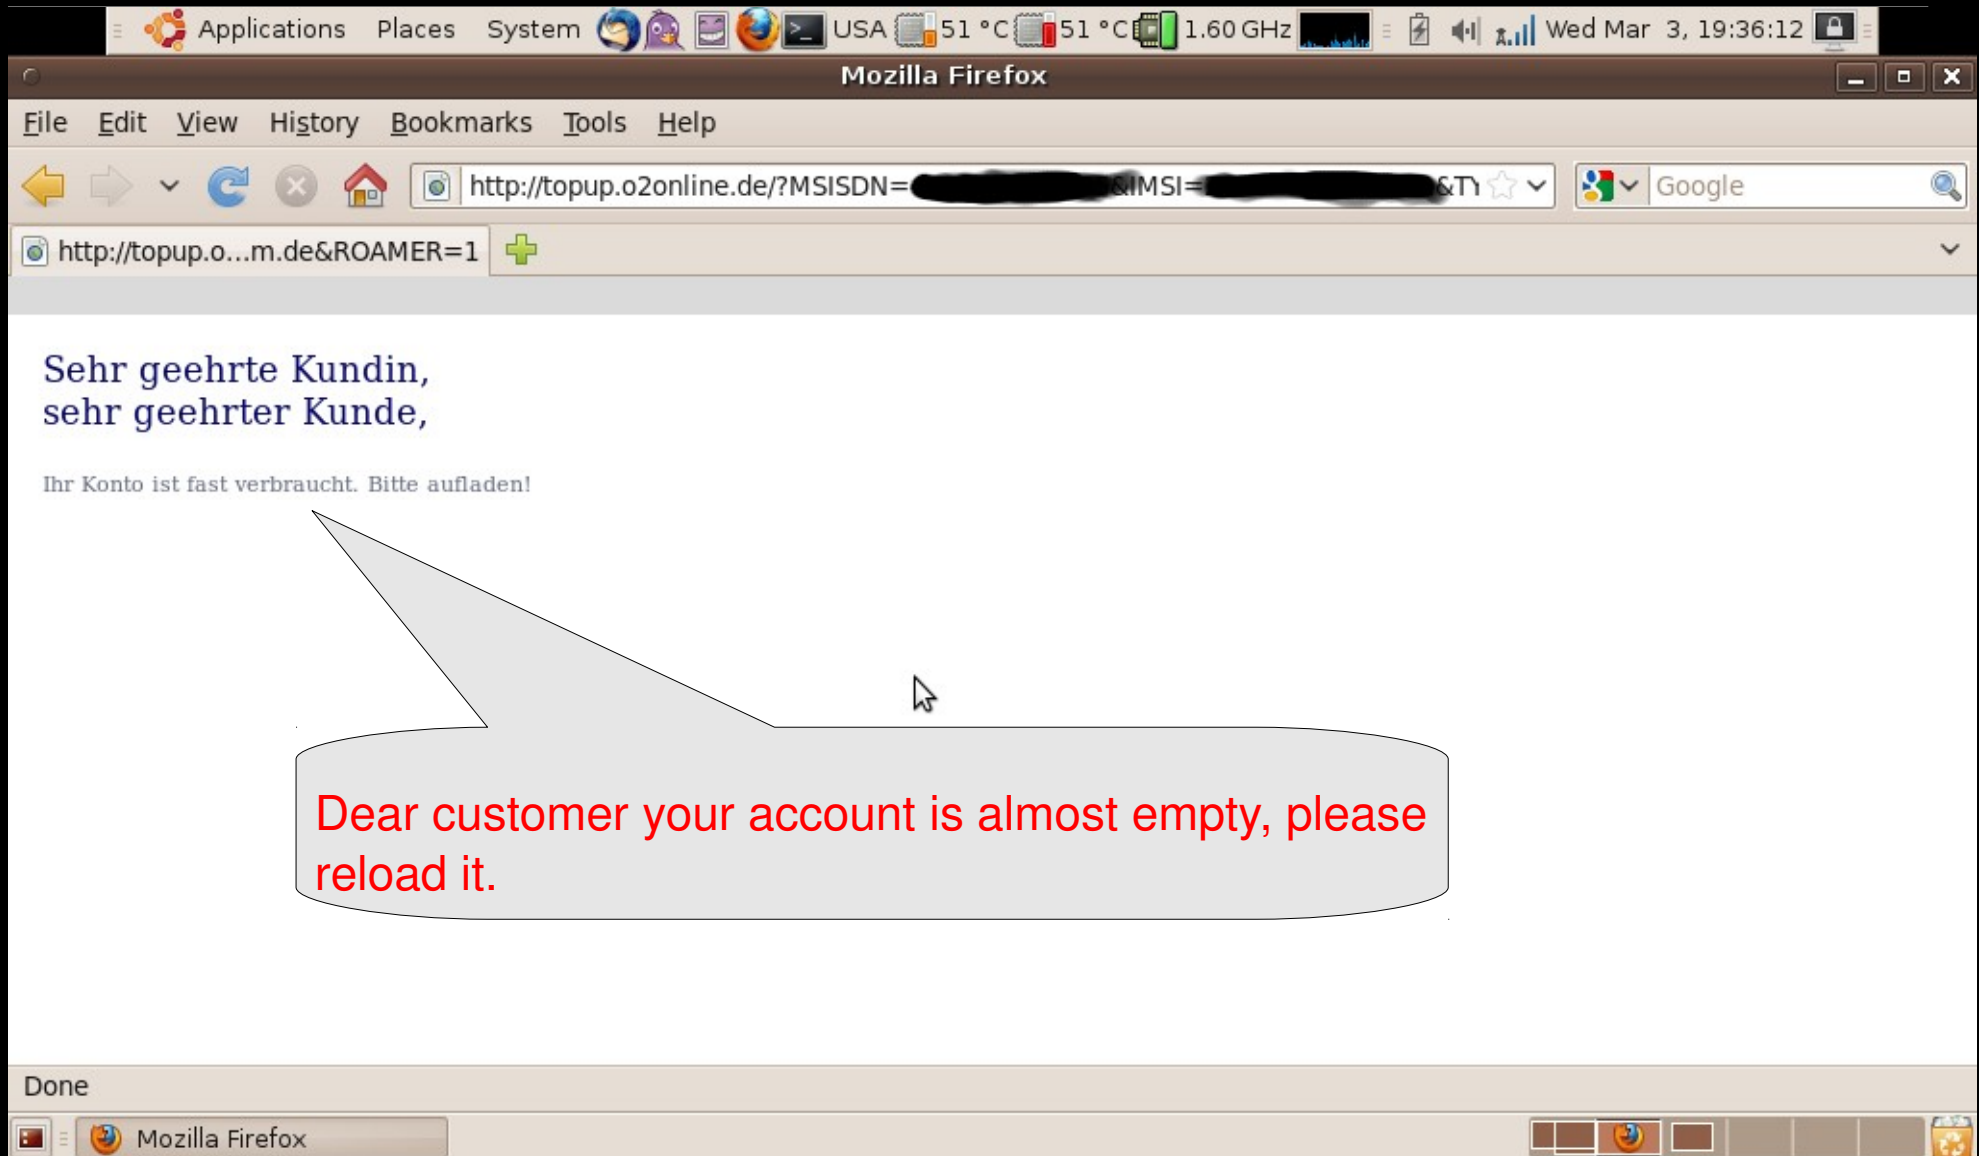 Applications Places System USA 51 °C 51 °C 1.60 GHz Wed Mar 3, 19:36:12
Mozilla Firefox
File Edit View History Bookmarks Tools Help
http://topup.o2online.de/?MSISDN= &IMSI= &TY Google
http://topup.o...m.de&ROAMER=1
Sehr geehrte Kundin,
sehr geehrter Kunde,
Ihr Konto ist fast verbraucht. Bitte aufladen!
Dear customer your account is almost empty, please
reload it.
Done
Mozilla Firefox